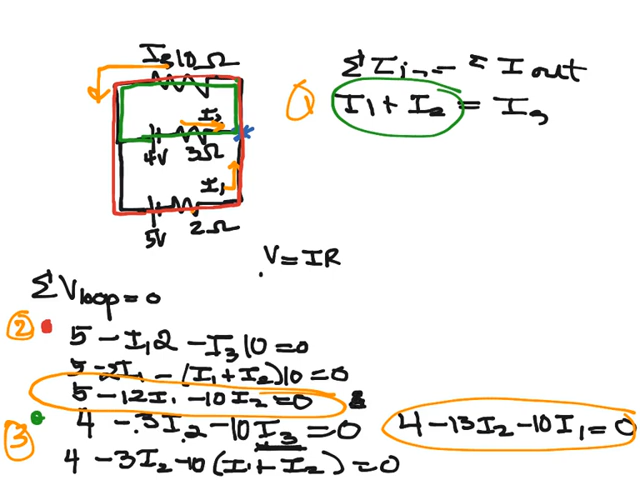 I3 10 Ω
I2
4V 3Ω
I1
5V 2Ω
ΣIin = Iout
① I1 + I2 = I3
V = IR
ΣVloop = 0
② 5 - I1 2 - I3 10 = 0
5 - 2I1 - (I1 + I2) 10 = 0
5 - 12I1 - 10I2 = 0
③ 4 - 3I2 - 10I3 = 0
4 - 3I2 - 10(I1 + I2) = 0
4 - 13I2 - 10I1 = 0